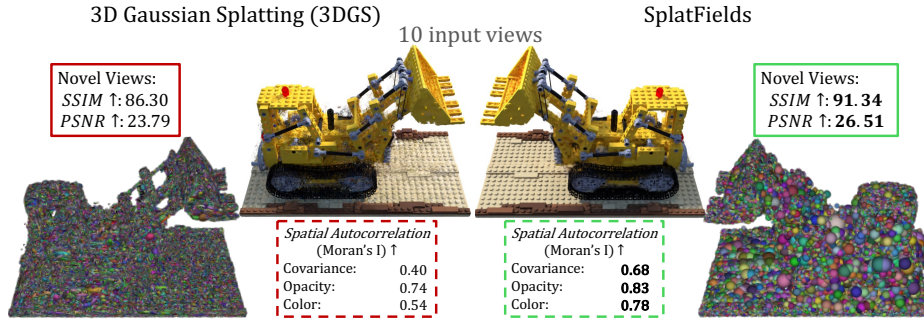 3D Gaussian Splatting (3DGS)
SplatFields
10 input views
Novel Views:
SSIM ↑: 86.30
PSNR ↑: 23.79
Novel Views:
SSIM ↑: 91.34
PSNR ↑: 26.51
Spatial Autocorrelation
(Moran's I) ↑
Covariance: 0.40
Opacity: 0.74
Color: 0.54
Spatial Autocorrelation
(Moran's I) ↑
Covariance: 0.68
Opacity: 0.83
Color: 0.78